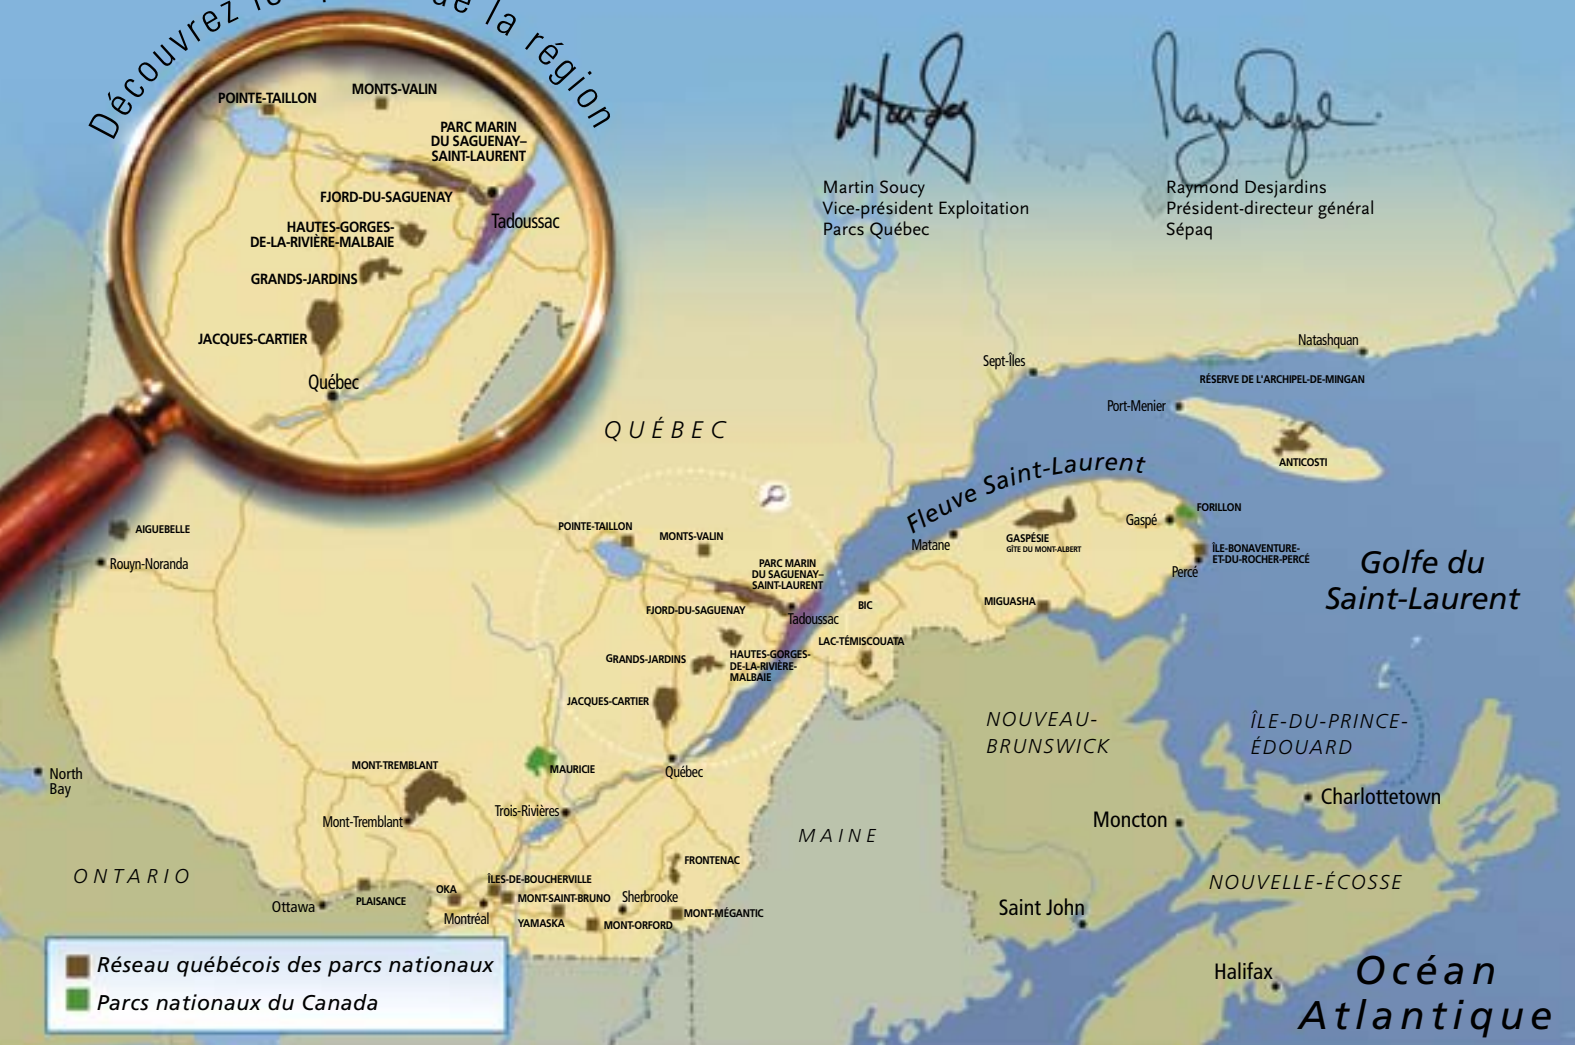 Découvrez de la région
POINTE-TAILLON
MONTS-VALIN
PARC MARIN
DU SAGUENAY–
SAINT-LAURENT
FJORD-DU-SAGUENAY
Tadoussac
HAUTES-GORGES-
DE-LA-RIVIÈRE-MALBAIE
GRANDS-JARDINS
JACQUES-CARTIER
Québec
Martin Soucy
Vice-président Exploitation
Parcs Québec
Raymond Desjardins
Président-directeur général
Sépaq
Natashquan
Sept-Îles
RÉSERVE DE L'ARCHIPEL-DE-MINGAN
Port-Menier
ANTICOSTI
QUÉBEC
Fleuve Saint-Laurent
FORILLON
Gaspé
GASPÉSIE
GÎTE DU MONT-ALBERT
Matane
ÎLE-BONAVENTURE-
ET-DU-ROCHER-PERCÉ
Percé
Golfe du
Saint-Laurent
MIGUASHA
AIGUEBELLE
Rouyn-Noranda
POINTE-TAILLON
MONTS-VALIN
PARC MARIN
DU SAGUENAY–
SAINT-LAURENT
FJORD-DU-SAGUENAY
Tadoussac
BIC
LAC-TÉMISCOUATA
GRANDS-JARDINS
HAUTES-GORGES-
DE-LA-RIVIÈRE-
MALBAIE
JACQUES-CARTIER
Québec
NOUVEAU-
BRUNSWICK
ÎLE-DU-PRINCE-
ÉDOUARD
Charlottetown
Moncton
MAINE
MAURICIE
MONT-TREMBLANT
Mont-Tremblant
Trois-Rivières
North
Bay
ONTARIO
Ottawa
PLAISANCE
OKA
ÎLES-DE-BOUCHERVILLE
MONT-SAINT-BRUNO
Montréal
YAMASKA
Sherbrooke
FRONTENAC
MONT-ORFORD
MONT-MÉGANTIC
NOUVELLE-ÉCOSSE
Saint John
Halifax
Océan
Atlantique
Réseau québécois des parcs nationaux
Parcs nationaux du Canada